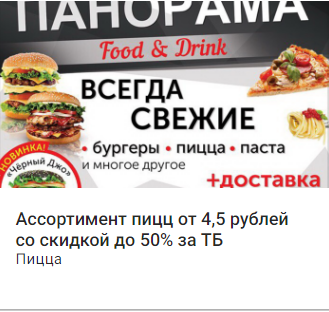 ПАНОРАМА
Food & Drink
ВСЕГДА
СВЕЖИЕ
• бургеры • пицца • паста
и многое другое
НОВИНКА!
«Чёрный Джо»
+доставка
Ассортимент пицц от 4,5 рублей
со скидкой до 50% за ТБ
Пицца